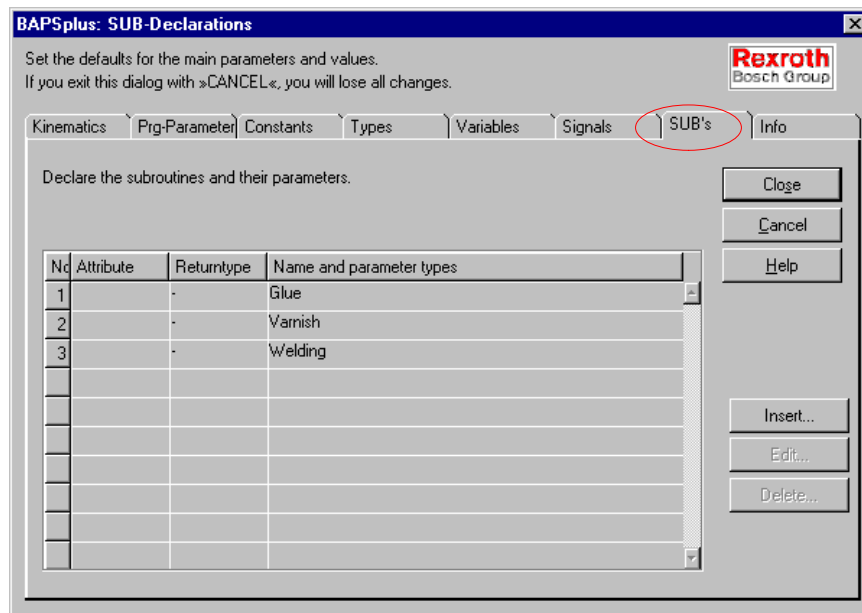 BAPSplus: SUB-Declarations
Set the defaults for the main parameters and values.
If you exit this dialog with »CANCEL«, you will lose all changes.
Rexroth
Bosch Group
Kinematics Prg-Parameter Constants Types Variables Signals SUB's Info
Declare the subroutines and their parameters.
Close
Cancel
Help
No Attribute Returntype Name and parameter types
1 - Glue
2 - Varnish
3 - Welding
Insert...
Edit...
Delete...